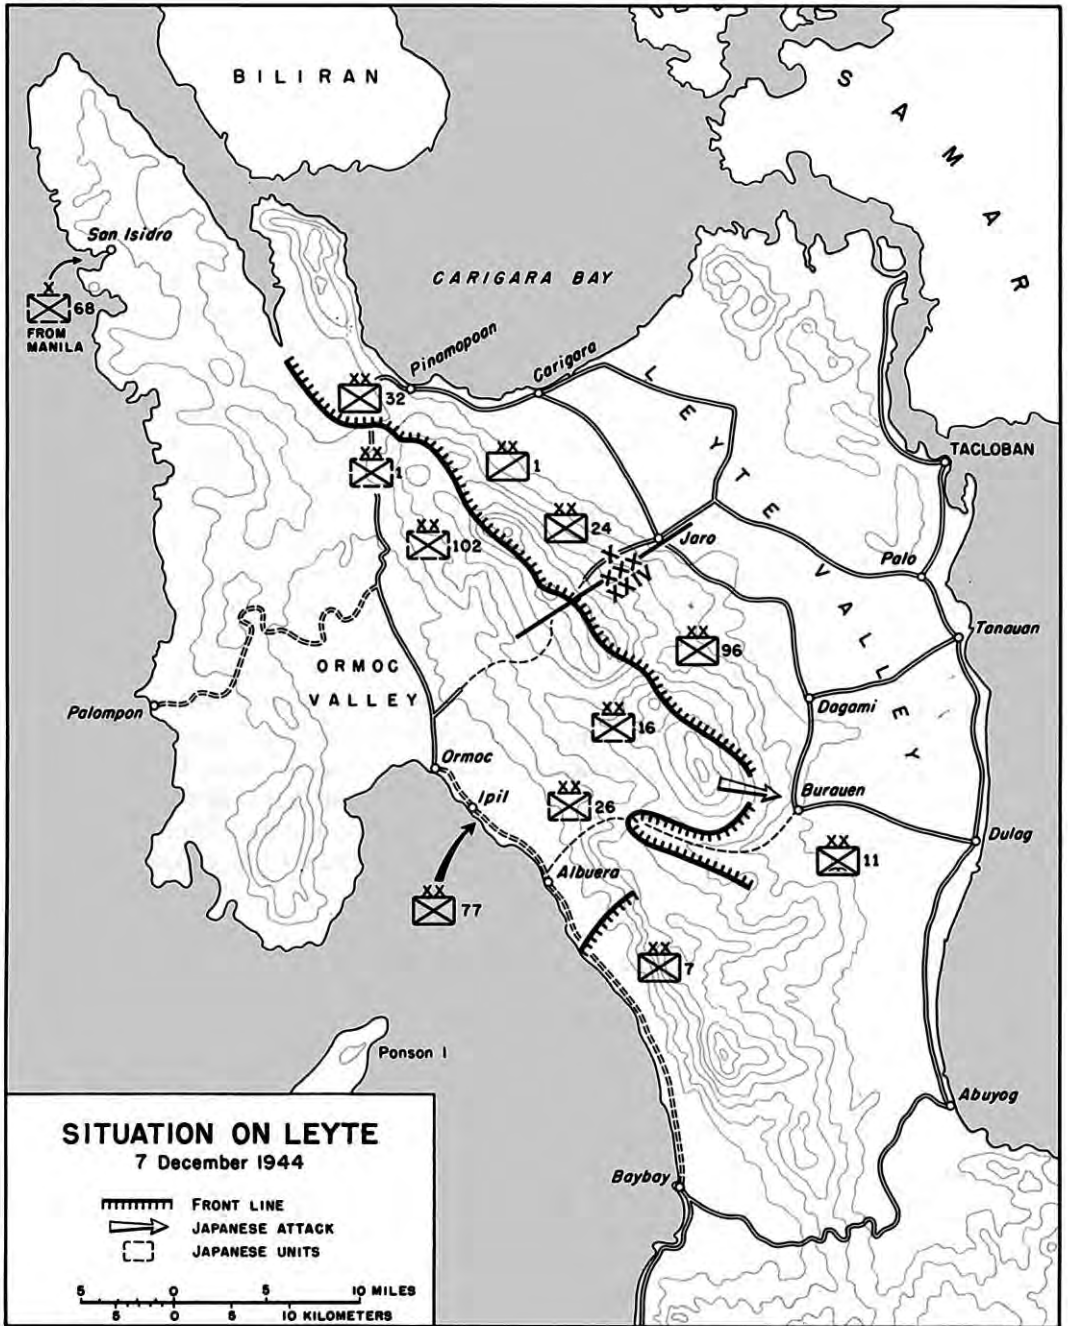 BILIRAN
SAMAR
San Isidro
CARIGARA BAY
X
68
FROM
MANILA
Pinamopoan
Carigara
XX
32
LEYTE VALLEY
XX
1
XX
1
TACLOBAN
XX
24
XX
102
Jaro
XXX
XXIV
Palo
XX
96
Tanauan
ORMOC
VALLEY
Palompon
Dagami
XX
16
Ormoc
Ipil
XX
26
Burauen
Dulag
XX
11
Albuera
XX
77
XX
7
Ponson I
Abuyog
Baybay
SITUATION ON LEYTE
7 December 1944
FRONT LINE
JAPANESE ATTACK
JAPANESE UNITS
5 0 5 10 MILES
5 0 5 10 KILOMETERS